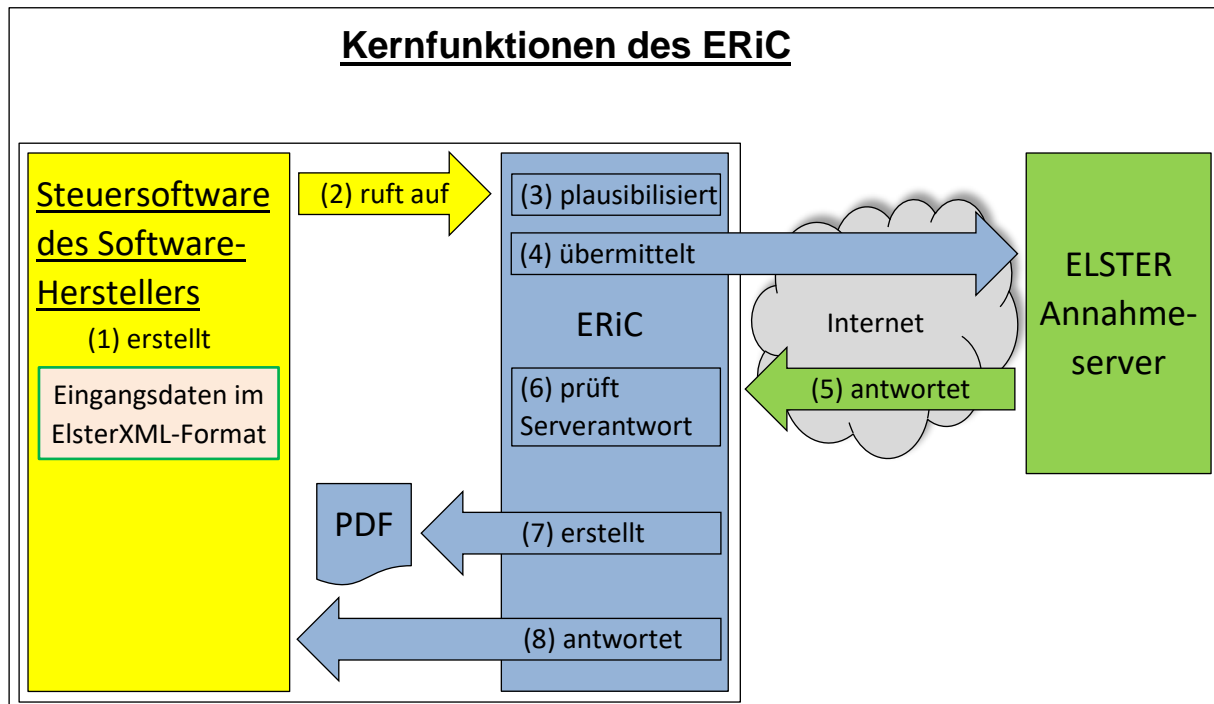 Kernfunktionen des ERiC
Steuersoftware
des Software-
Herstellers
(1) erstellt
Eingangsdaten im
ElsterXML-Format
(2) ruft auf
(3) plausibilisiert
(4) übermittelt
ERiC
Internet
ELSTER
Annahme-
server
(5) antwortet
(6) prüft
Serverantwort
PDF
(7) erstellt
(8) antwortet